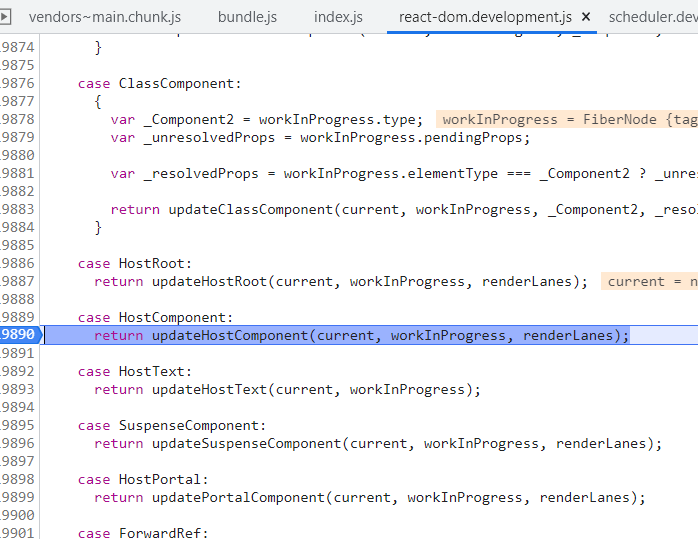 vendors~main.chunk.js bundle.js index.js react-dom.development.js × scheduler.dev
9874 }
9875
9876 case ClassComponent:
9877 {
9878 var _Component2 = workInProgress.type; workInProgress = FiberNode {tag
9879 var _unresolvedProps = workInProgress.pendingProps;
9880
9881 var _resolvedProps = workInProgress.elementType === _Component2 ? _unres
9882
9883 return updateClassComponent(current, workInProgress, _Component2, _resol
9884 }
9885
9886 case HostRoot:
9887 return updateHostRoot(current, workInProgress, renderLanes); current = n
9888
9889 case HostComponent:
9890 return updateHostComponent(current, workInProgress, renderLanes);
9891
9892 case HostText:
9893 return updateHostText(current, workInProgress);
9894
9895 case SuspenseComponent:
9896 return updateSuspenseComponent(current, workInProgress, renderLanes);
9897
9898 case HostPortal:
9899 return updatePortalComponent(current, workInProgress, renderLanes);
9900
9901 case ForwardRef: